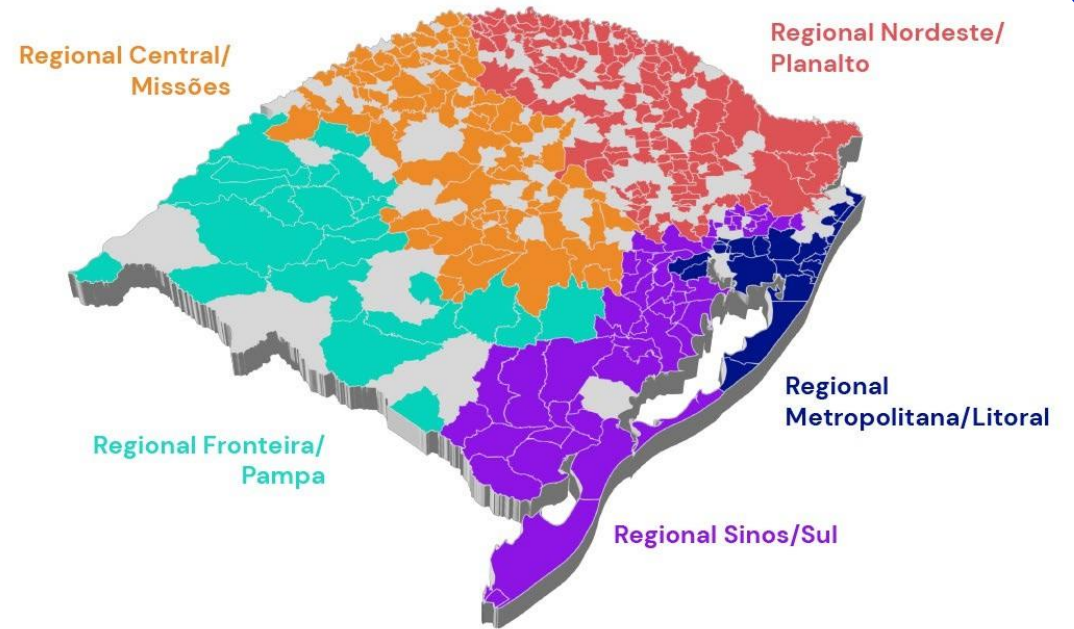 Regional Central/
Missões
Regional Nordeste/
Planalto
Regional Metropolitana/Litoral
Regional Fronteira/
Pampa
Regional Sinos/Sul